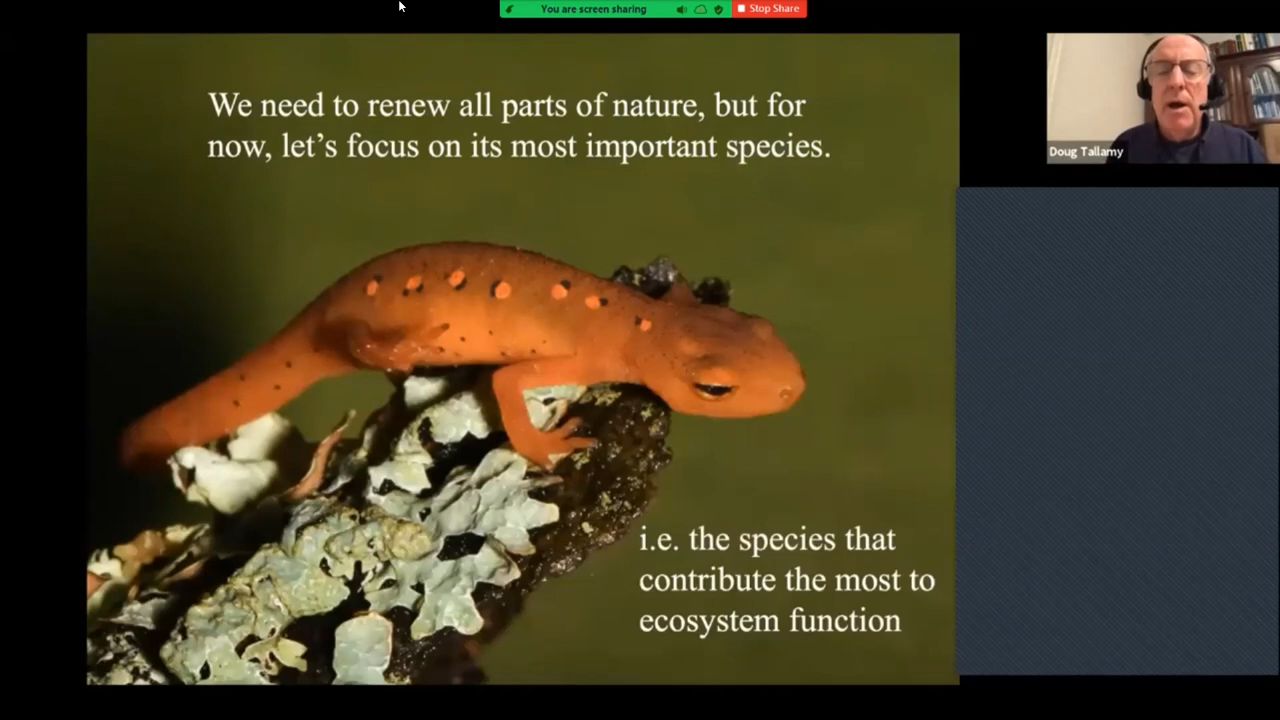 You are screen sharing
Stop Share
We need to renew all parts of nature, but for
now, let’s focus on its most important species.
Doug Tallamy
i.e. the species that
contribute the most to
ecosystem function